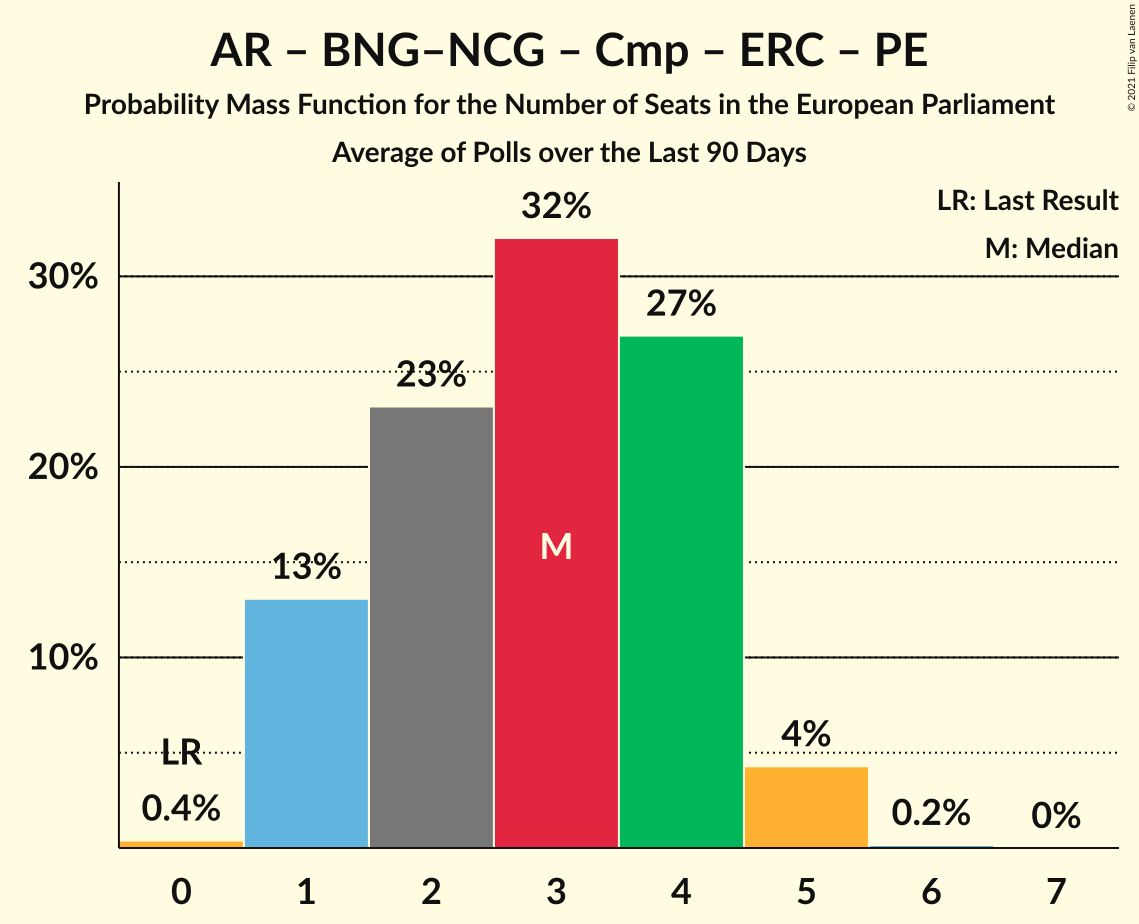 AR – BNG–NCG – Cmp – ERC – PE
Probability Mass Function for the Number of Seats in the European Parliament
Average of Polls over the Last 90 Days
© 2021 Filip van Laenen
LR: Last Result
M: Median
30%
20%
10%
LR
0.4%
13%
23%
32%
M
27%
4%
0.2%
0%
0 1 2 3 4 5 6 7